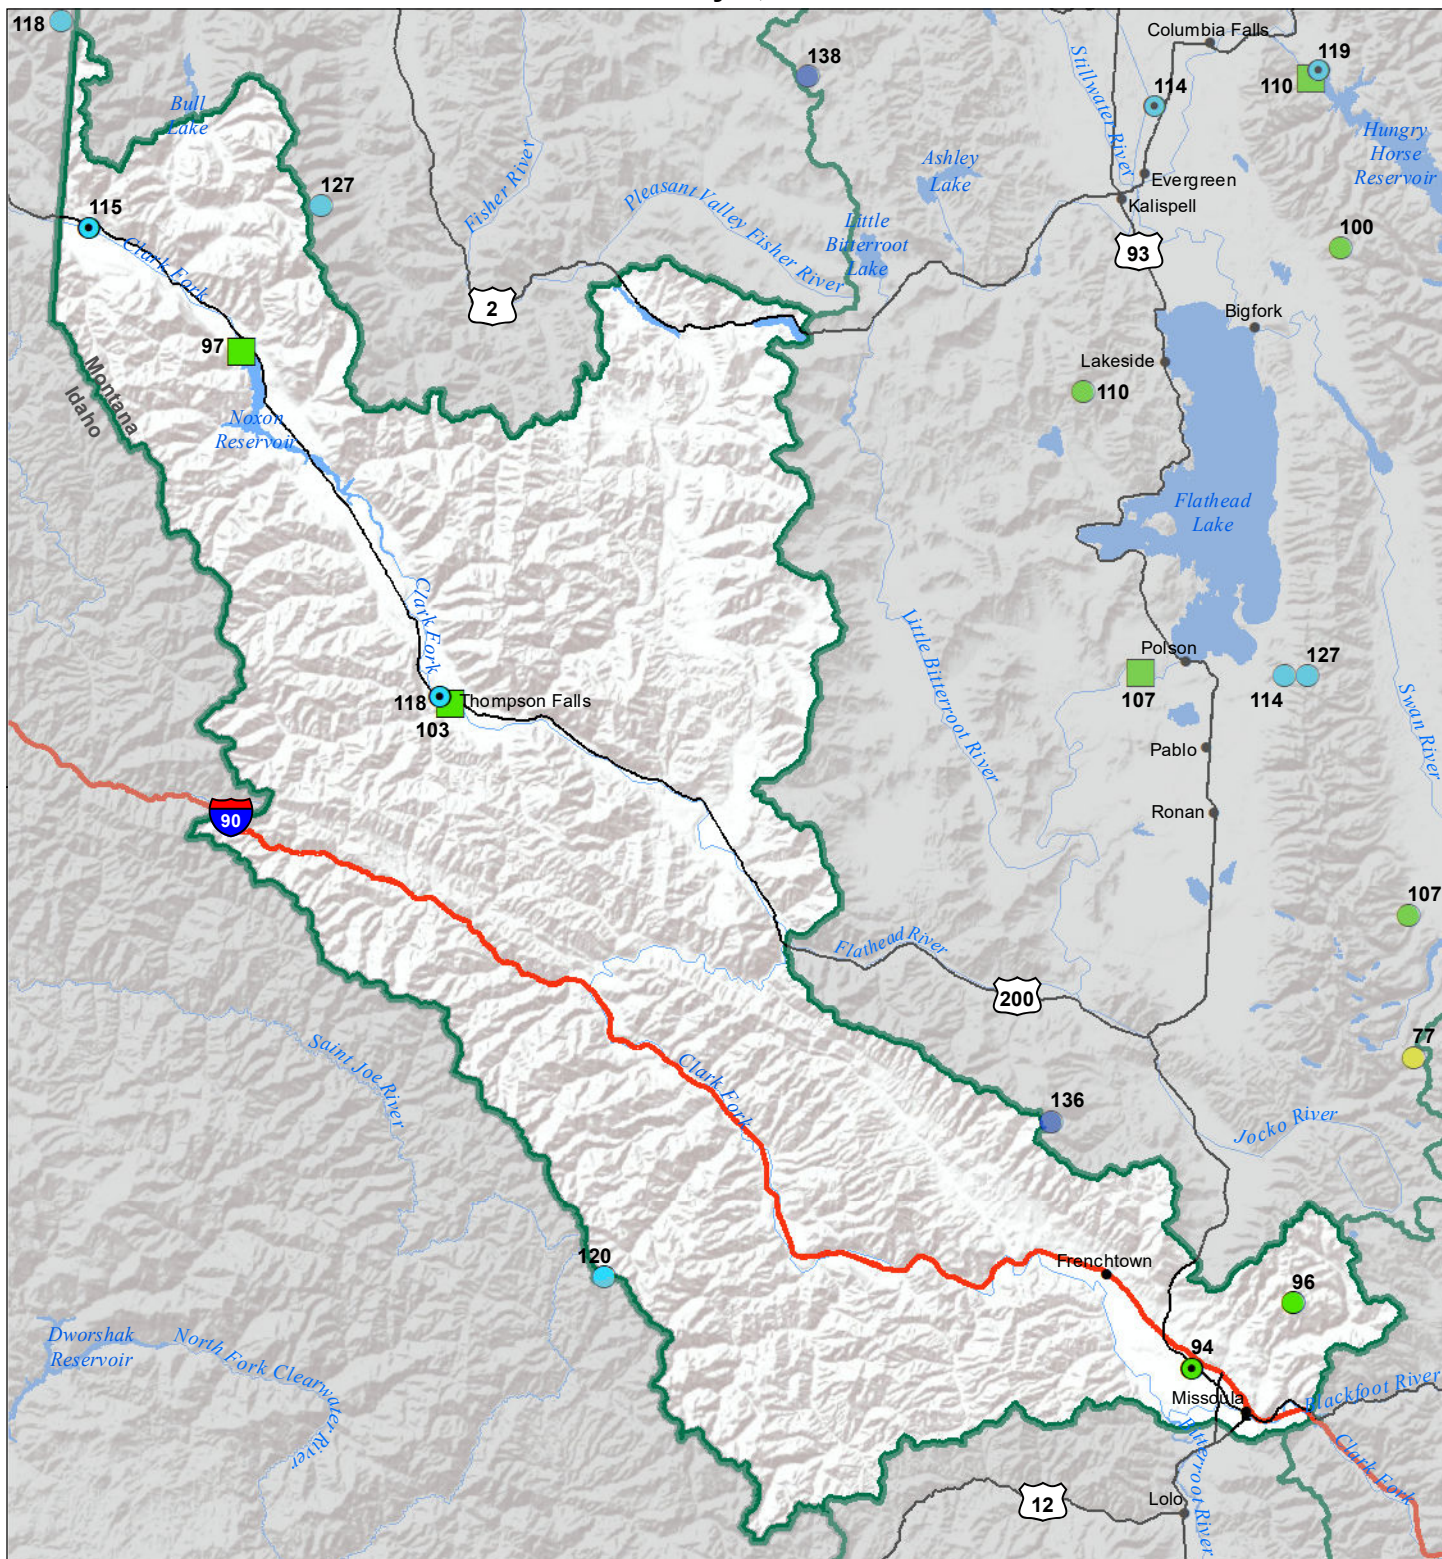 118
138
Columbia Falls
119
110
114
Stillwater River
Bull
Lake
Hungry
Horse
Reservoir
Fisher River
Ashley
Lake
Evergreen
Kalispell
127
Pleasant Valley Fisher River
115
Little
Bitterroot
Lake
100
93
Clark Fork
2
Bigfork
97
Lakeside
Montana
Idaho
110
Noxon
Reservoir
Flathead
Lake
Clark Fork
Little Bitterroot River
Polson
127
107
114
118
Thompson Falls
103
Swan River
Pablo
90
Ronan
107
Flathead River
200
Saint Joe River
Clark Fork
77
136
Jocko River
120
Frenchtown
96
Dworshak
Reservoir
North Fork Clearwater
River
94
Missoula
Blackfoot River
Bitterroot River
Clark Fork
12
Lolo